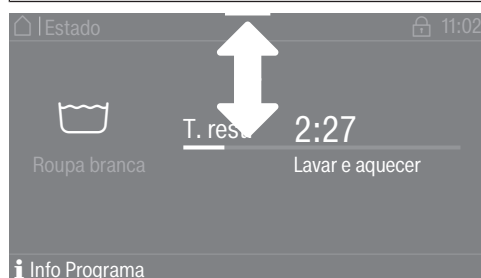 Estado
11:02
T. rest
2:27
Roupa branca
Lavar e aquecer
Info Programa